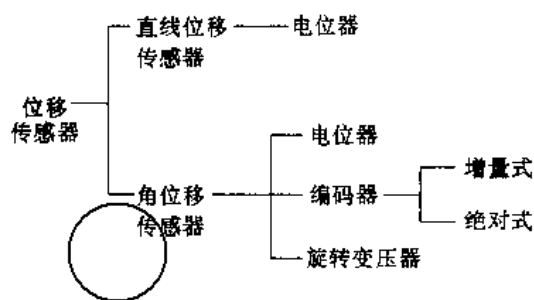 直线位移
传感器
电位器
位移
传感器
电位器
角位移
传感器
编码器
增量式
绝对式
旋转变压器